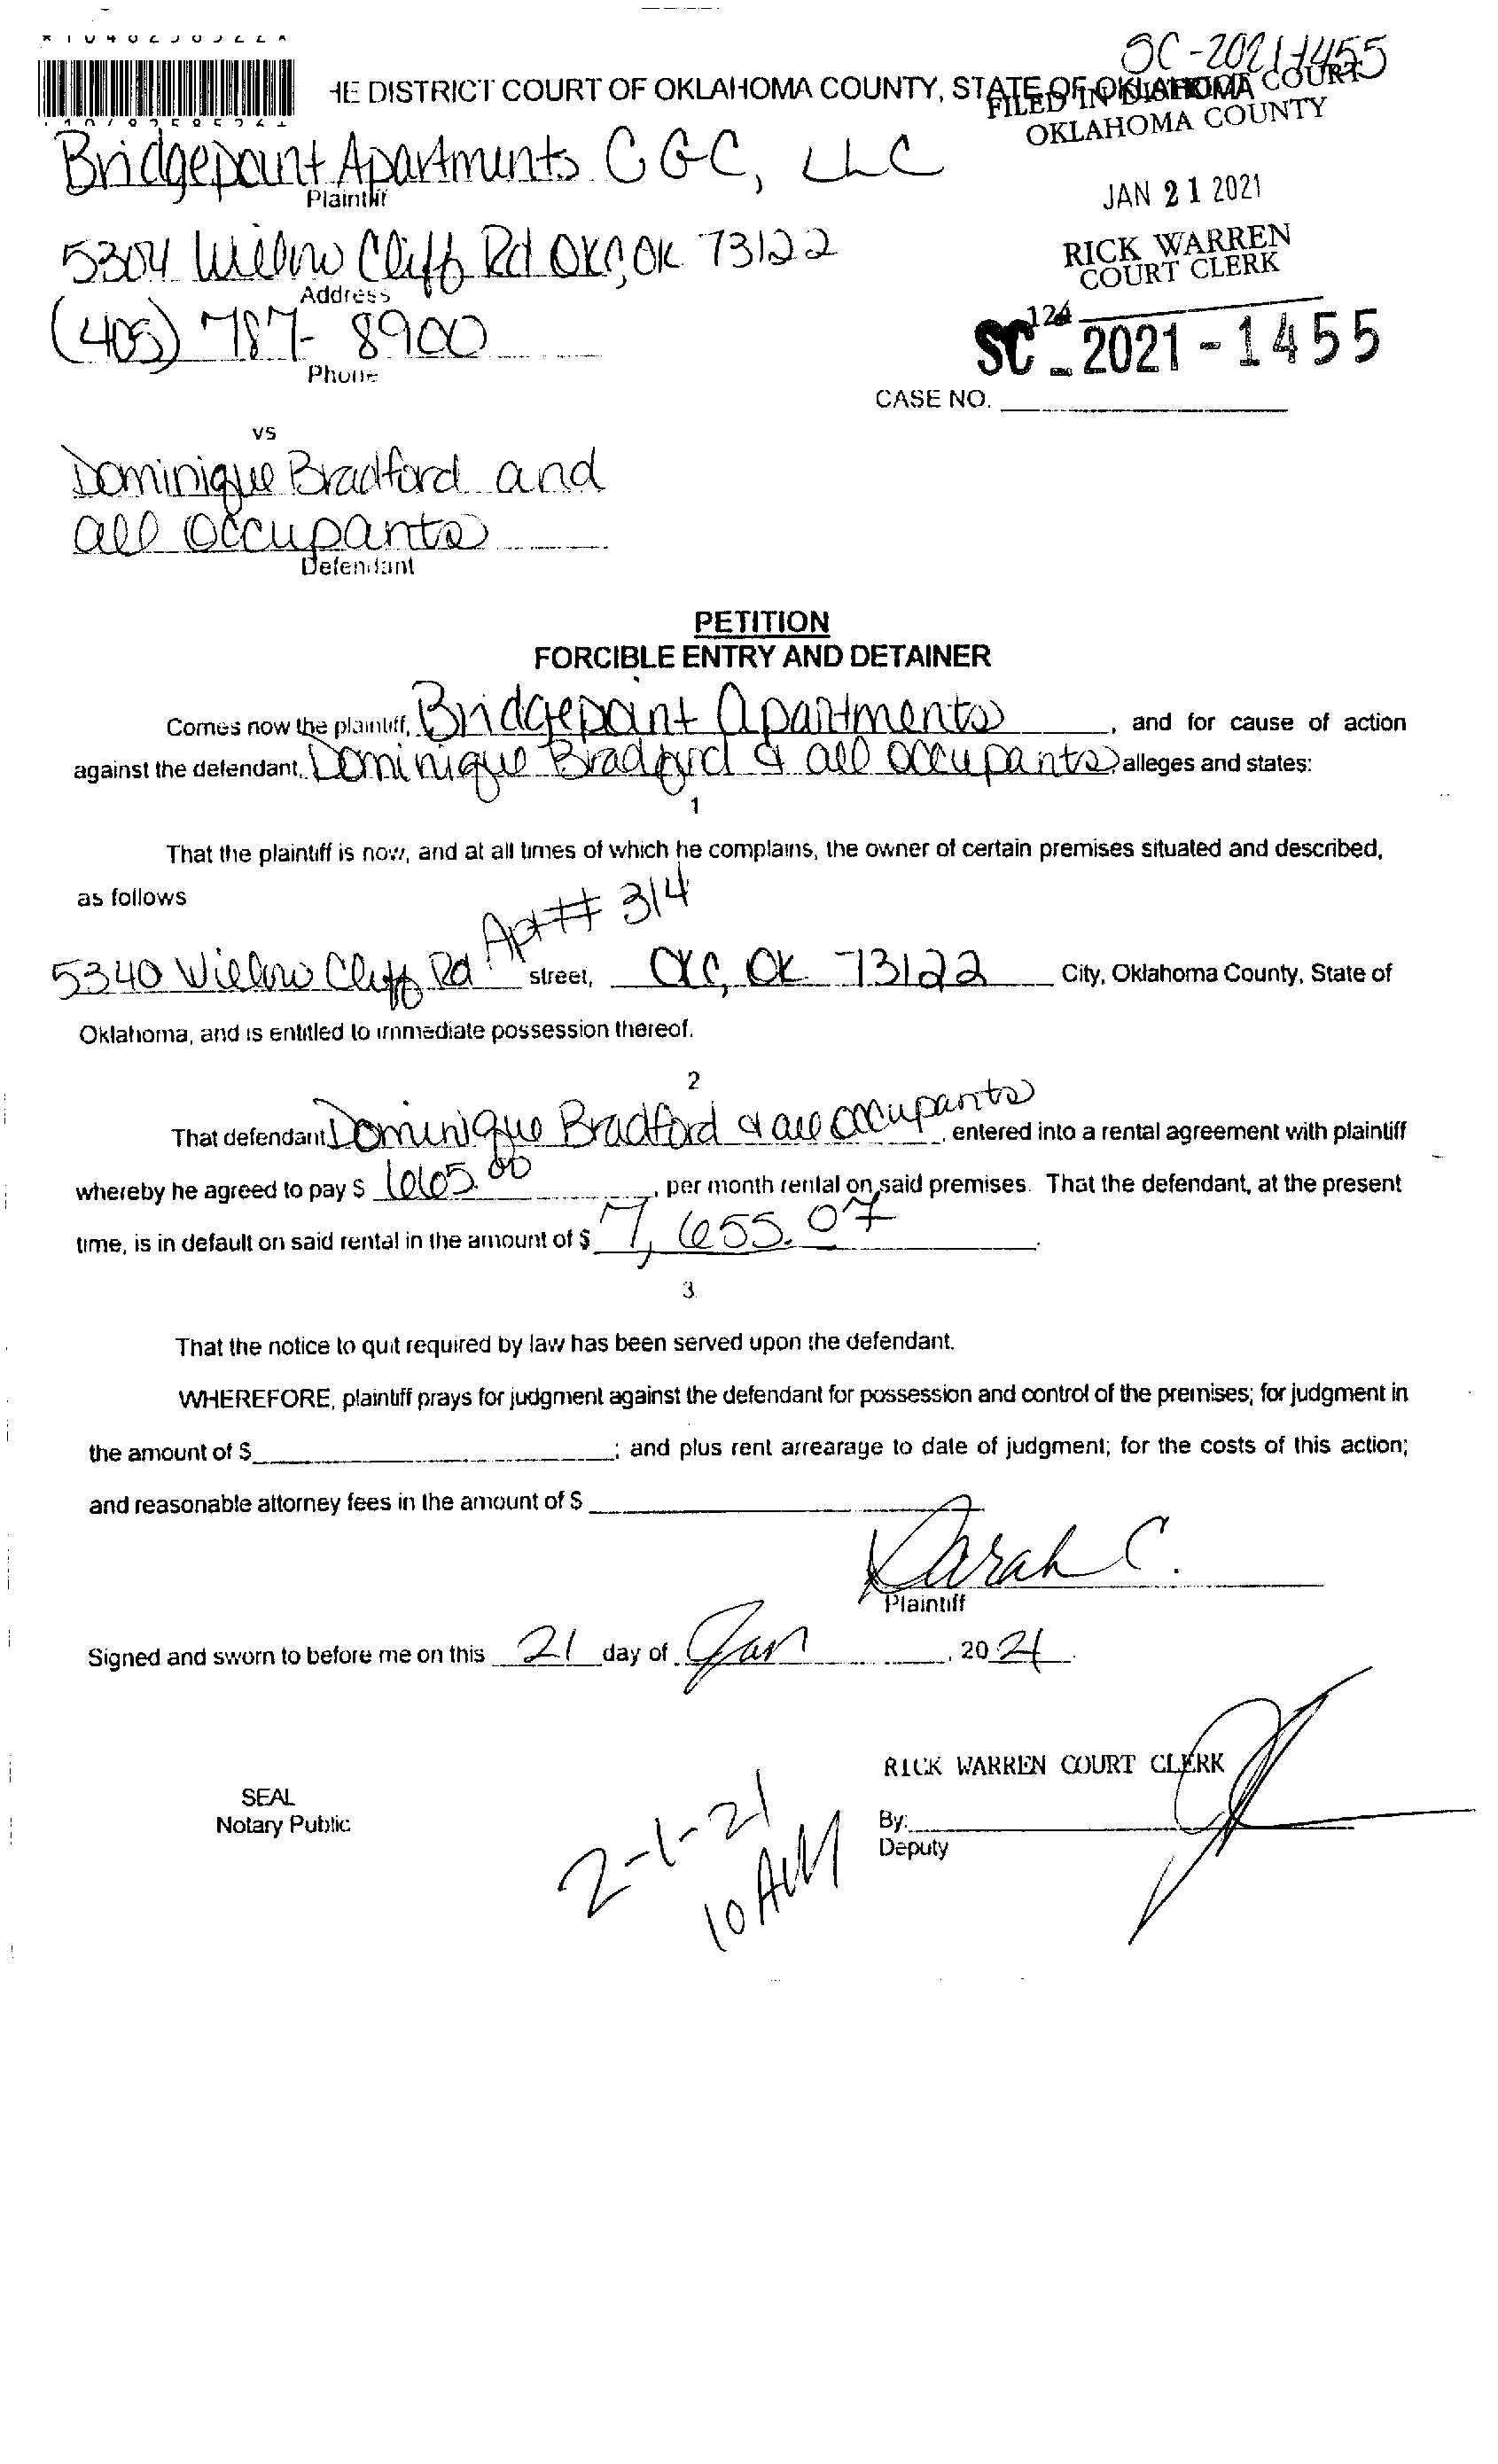 SC-2021-1455
HE DISTRICT COURT OF OKLAHOMA COUNTY, STATE OF OKLAHOMA
FILED IN DISTRICT COURT
OKLAHOMA COUNTY
Bridgepoint Apartments CGC, LLC
Plaintiff
JAN 21 2021
5304 Willow Cliff Rd OKC, OK 73122
Address
RICK WARREN
COURT CLERK
(405) 787-8900
Phone
124
SC-2021-1455
CASE NO.
vs
Dominique Bradford and
all occupants
Defendant
PETITION
FORCIBLE ENTRY AND DETAINER
Comes now the plaintiff, Bridgepoint Apartments, and for cause of action
against the defendant, Dominique Bradford & all occupants, alleges and states:
1
That the plaintiff is now, and at all times of which he complains, the owner of certain premises situated and described,
as follows
5340 Willow Cliff Rd Apt# 314 street, OKC, OK 73122 City, Oklahoma County, State of
Oklahoma, and is entitled to immediate possession thereof.
2
That defendant Dominique Bradford & all occupants, entered into a rental agreement with plaintiff
whereby he agreed to pay $ 665.00, per month rental on said premises. That the defendant, at the present
time, is in default on said rental in the amount of $ 7,655.07.
3
That the notice to quit required by law has been served upon the defendant.
WHEREFORE, plaintiff prays for judgment against the defendant for possession and control of the premises; for judgment in
the amount of $; and plus rent arrearage to date of judgment; for the costs of this action;
and reasonable attorney fees in the amount of $
Sarah C.
Plaintiff
Signed and sworn to before me on this 21 day of Jan, 2021.
RICK WARREN COURT CLERK
SEAL
Notary Public
By:
Deputy
2-1-21
10 AM